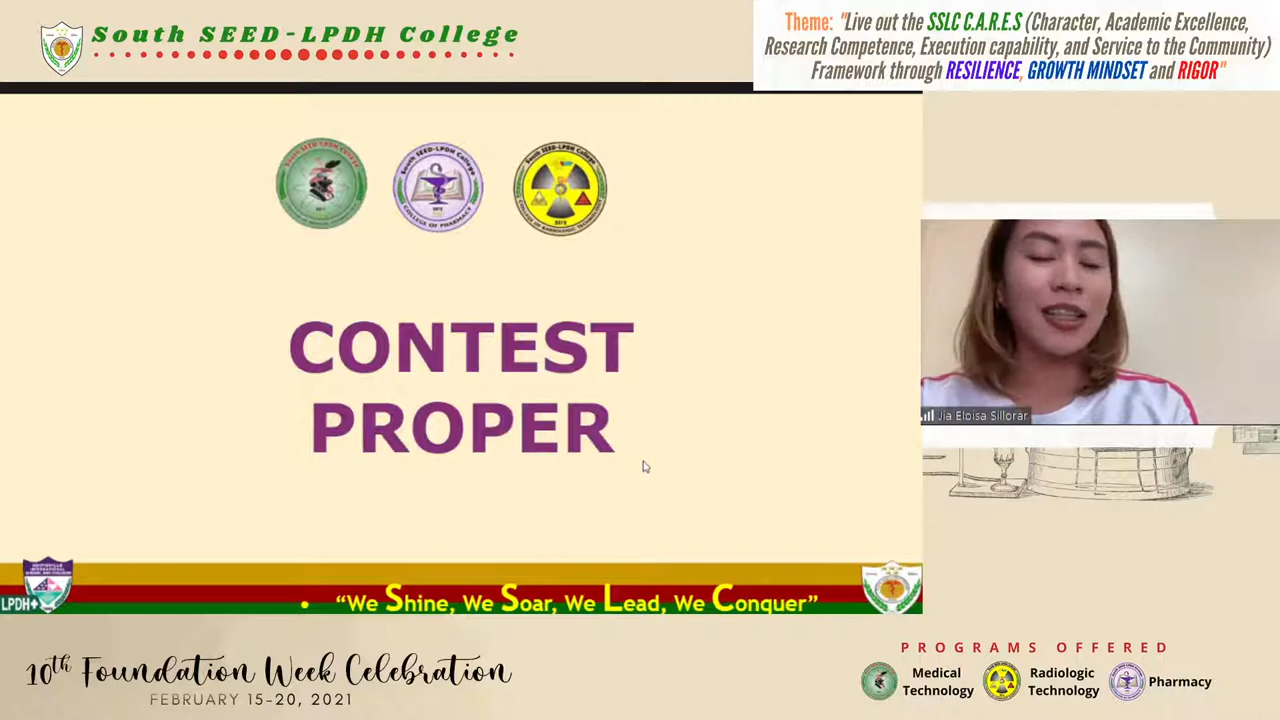 South SEED-LPDH College
Theme: "Live out the SSLC C.A.R.E.S (Character, Academic Excellence,
Research Competence, Execution capability, and Service to the Community)
Framework through RESILIENCE, GROWTH MINDSET and RIGOR"
CONTEST
PROPER
Jia Eloisa Sillorar
LPDH+
• “We Shine, We Soar, We Lead, We Conquer”
10th Foundation Week Celebration
FEBRUARY 15-20, 2021
PROGRAMS OFFERED
Medical
Technology
Radiologic
Technology
Pharmacy